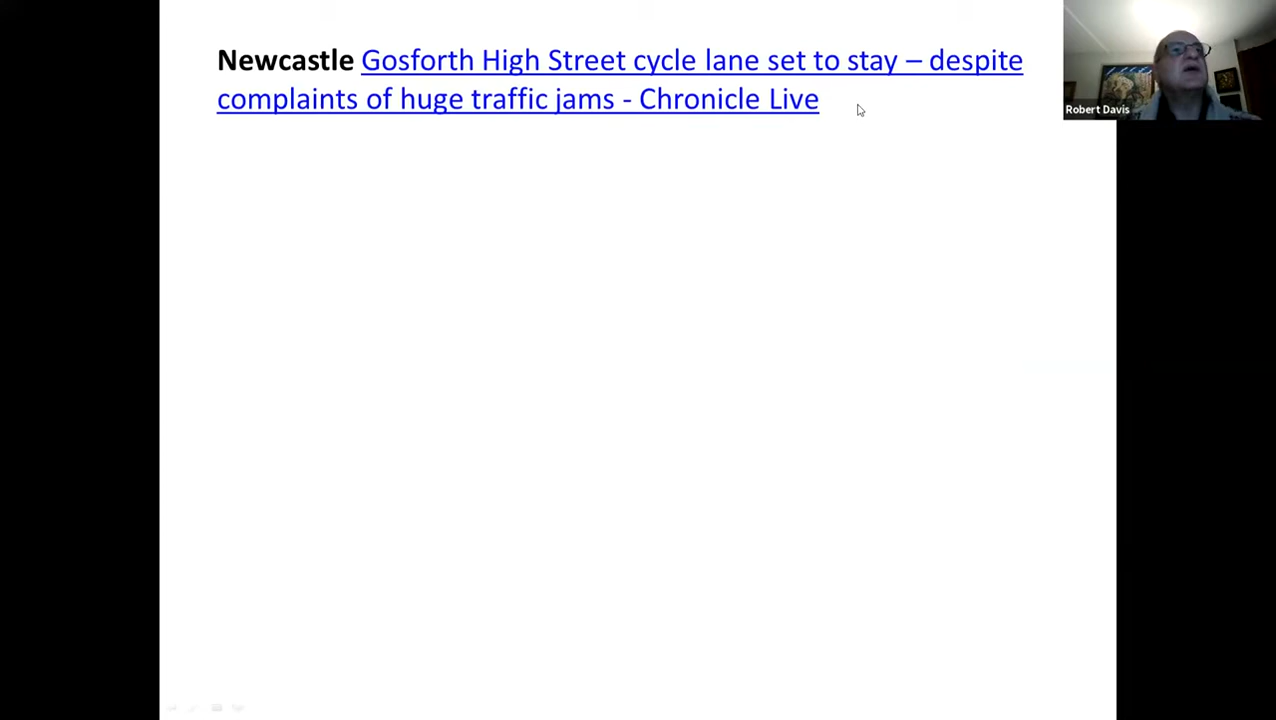 Newcastle Gosforth High Street cycle lane set to stay – despite
complaints of huge traffic jams - Chronicle Live
Robert Davis